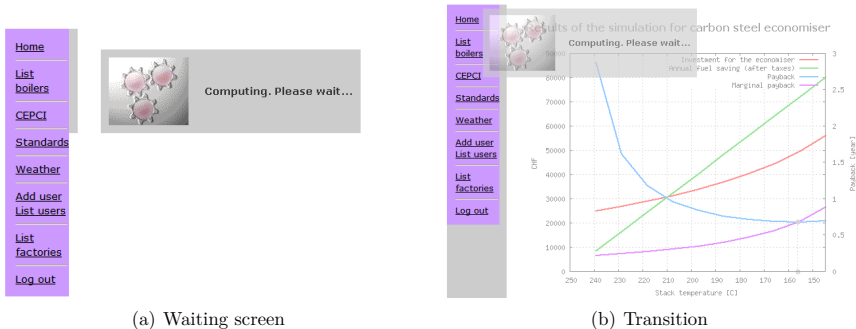 Home
List
boilers
CEPCI
Standards
Weather
Add user
List users
List
factories
Log out
Computing. Please wait...
(a) Waiting screen
Home
List
boilers
CEPCI
Standards
Weather
Add user
List users
List
factories
Log out
Computing. Please wait...
Results of the simulation for carbon steel economiser
Investment for the economiser
Annual fuel saving (after taxes)
Payback
Marginal payback
CHF
90000
80000
70000
60000
50000
40000
30000
20000
10000
0
250 240 230 220 210 200 190 180 170 160 150
Stack temperature [C]
3
2.5
2
1.5
1
0.5
0
Payback [year]
(b) Transition